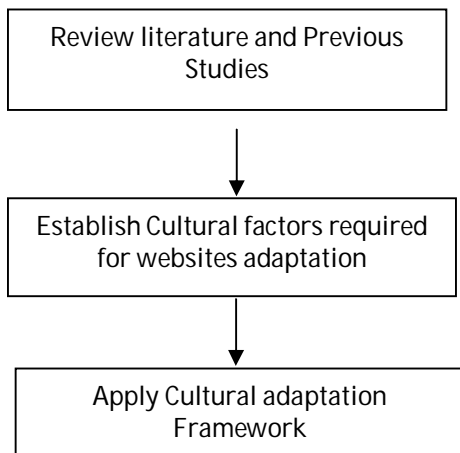 Review literature and Previous
Studies
Establish Cultural factors required
for websites adaptation
Apply Cultural adaptation
Framework